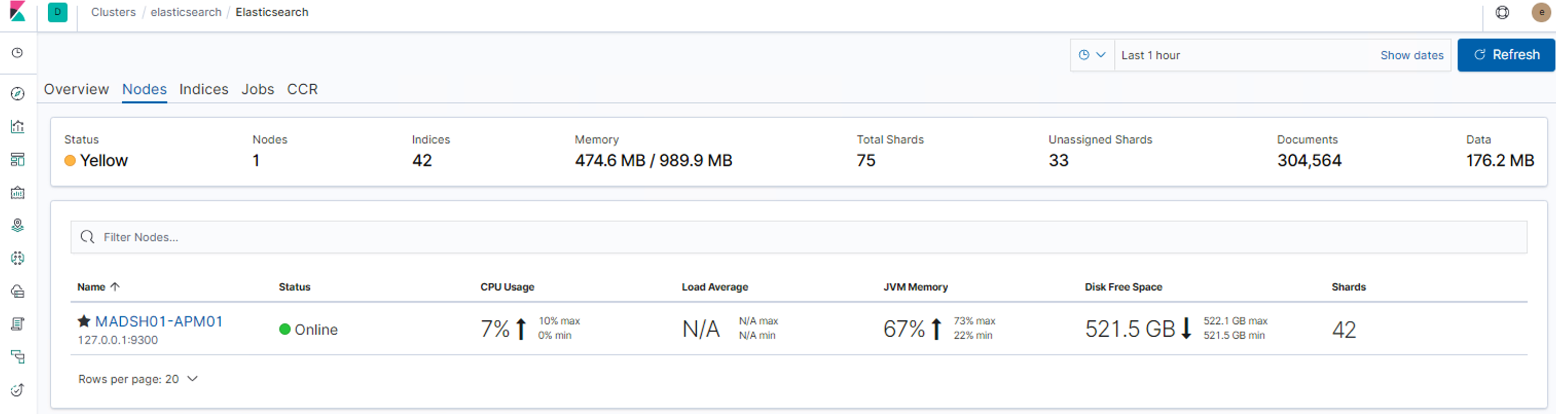 D Clusters / elasticsearch / Elasticsearch e
Last 1 hour Show dates Refresh
Overview Nodes Indices Jobs CCR
Status Nodes Indices Memory Total Shards Unassigned Shards Documents Data
Yellow 1 42 474.6 MB / 989.9 MB 75 33 304,564 176.2 MB
Filter Nodes...
Name Status CPU Usage Load Average JVM Memory Disk Free Space Shards
MADSH01-APM01 Online 7% 10% max N/A N/A max 67% 73% max 521.5 GB 522.1 GB max 42
127.0.0.1:9300 0% min N/A min 22% min 521.5 GB min
Rows per page: 20